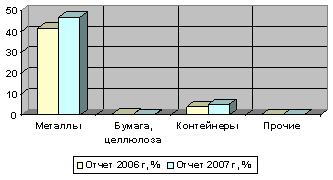 50
40
30
20
10
0
Металлы Бумага, Контейнеры Прочие
целлюлоза
Отчет 2006 г, % Отчет 2007 г, %